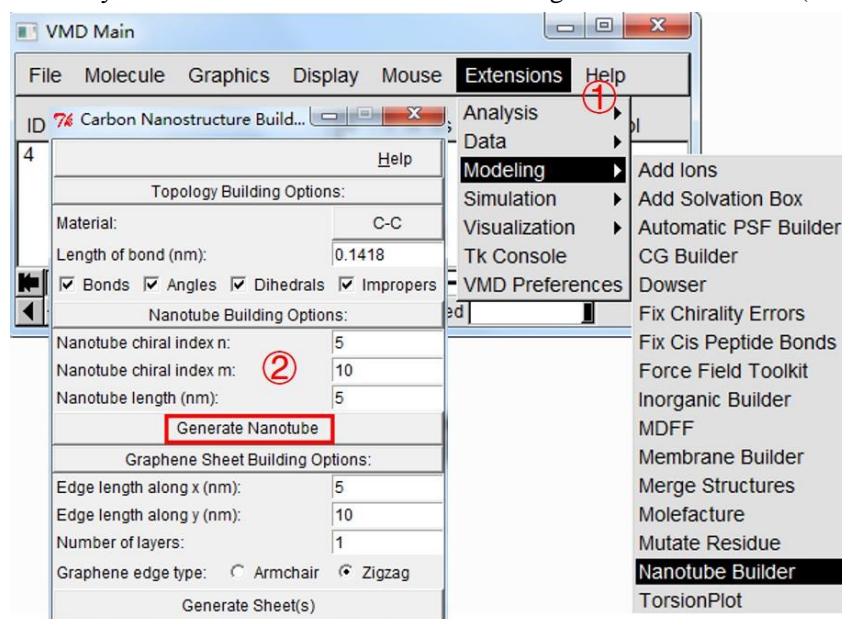 VMD Main
File Molecule Graphics Display Mouse Extensions Help
①
ID
4
Analysis
Data
Modeling
Simulation
Visualization
Tk Console
VMD Preferences
Add Ions
Add Solvation Box
Automatic PSF Builder
CG Builder
Dowser
Fix Chirality Errors
Fix Cis Peptide Bonds
Force Field Toolkit
Inorganic Builder
MDFF
Membrane Builder
Merge Structures
Molefacture
Mutate Residue
Nanotube Builder
TorsionPlot
Carbon Nanostructure Build...
Help
Topology Building Options:
Material: C-C
Length of bond (nm): 0.1418
Bonds Angles Dihedrals Impropers
Nanotube Building Options:
Nanotube chiral index n: 5
Nanotube chiral index m: 10
②
Nanotube length (nm): 5
Generate Nanotube
Graphene Sheet Building Options:
Edge length along x (nm): 5
Edge length along y (nm): 10
Number of layers: 1
Graphene edge type: Armchair Zigzag
Generate Sheet(s)